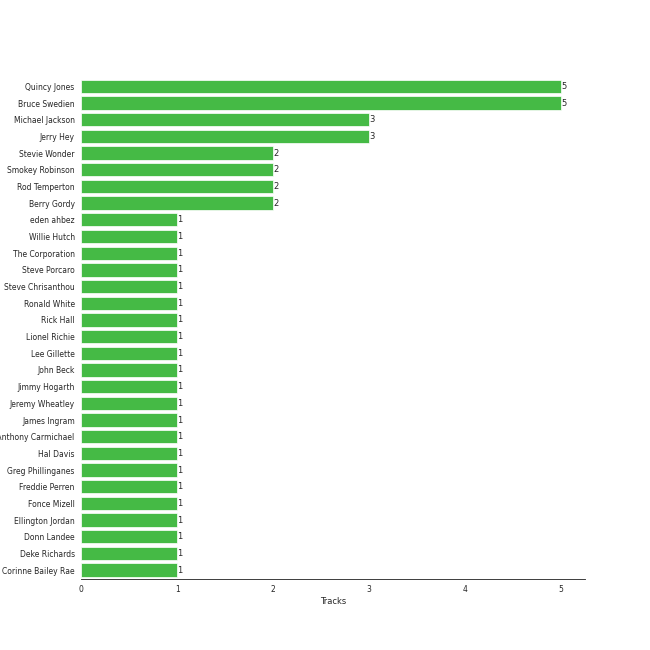 Quincy Jones 5
Bruce Swedien 5
Michael Jackson 3
Jerry Hey 3
Stevie Wonder 2
Smokey Robinson 2
Rod Temperton 2
Berry Gordy 2
eden ahbez 1
Willie Hutch 1
The Corporation 1
Steve Porcaro 1
Steve Chrisanthou 1
Ronald White 1
Rick Hall 1
Lionel Richie 1
Lee Gillette 1
John Beck 1
Jimmy Hogarth 1
Jeremy Wheatley 1
James Ingram 1
Anthony Carmichael 1
Hal Davis 1
Greg Phillinganes 1
Freddie Perren 1
Fonce Mizell 1
Ellington Jordan 1
Donn Landee 1
Deke Richards 1
Corinne Bailey Rae 1
0 1 2 3 4 5
Tracks